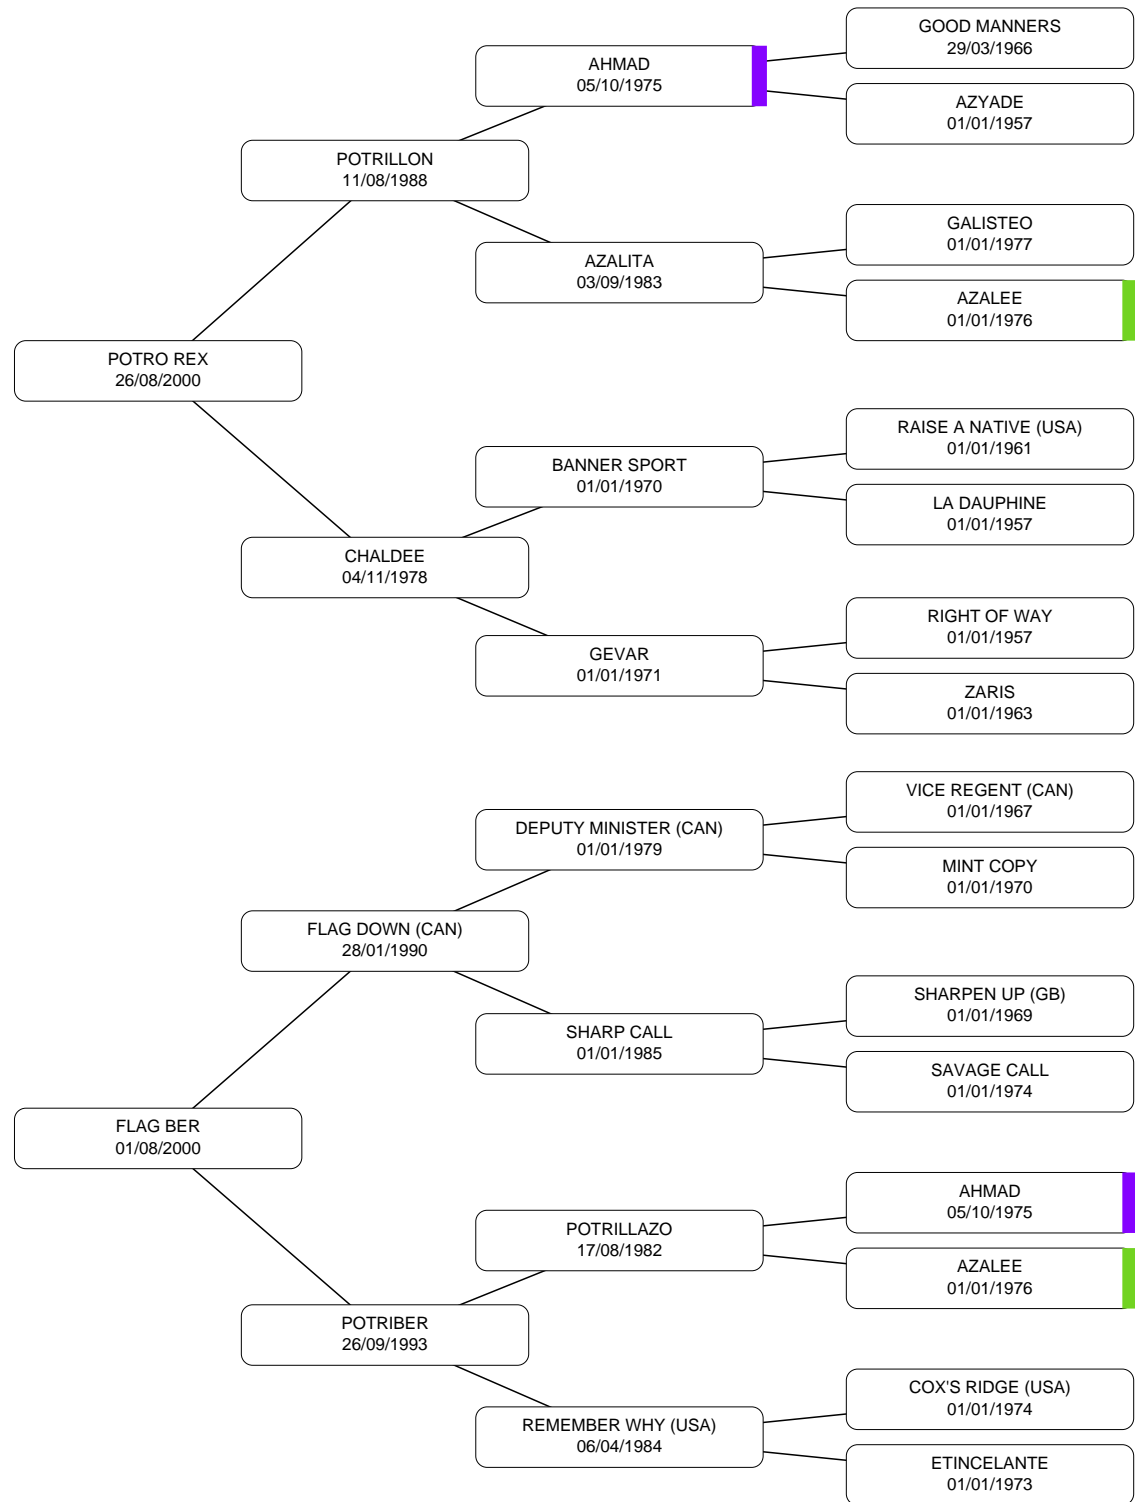 GOOD MANNERS
29/03/1966
AHMAD
05/10/1975
AZYADE
01/01/1957
POTRILLON
11/08/1988
GALISTEO
01/01/1977
AZALITA
03/09/1983
AZALEE
01/01/1976
POTRO REX
26/08/2000
RAISE A NATIVE (USA)
01/01/1961
BANNER SPORT
01/01/1970
LA DAUPHINE
01/01/1957
CHALDEE
04/11/1978
RIGHT OF WAY
01/01/1957
GEVAR
01/01/1971
ZARIS
01/01/1963
VICE REGENT (CAN)
01/01/1967
DEPUTY MINISTER (CAN)
01/01/1979
MINT COPY
01/01/1970
FLAG DOWN (CAN)
28/01/1990
SHARPEN UP (GB)
01/01/1969
SHARP CALL
01/01/1985
SAVAGE CALL
01/01/1974
FLAG BER
01/08/2000
AHMAD
05/10/1975
POTRILLAZO
17/08/1982
AZALEE
01/01/1976
POTRIBER
26/09/1993
COX'S RIDGE (USA)
01/01/1974
REMEMBER WHY (USA)
06/04/1984
ETINCELANTE
01/01/1973